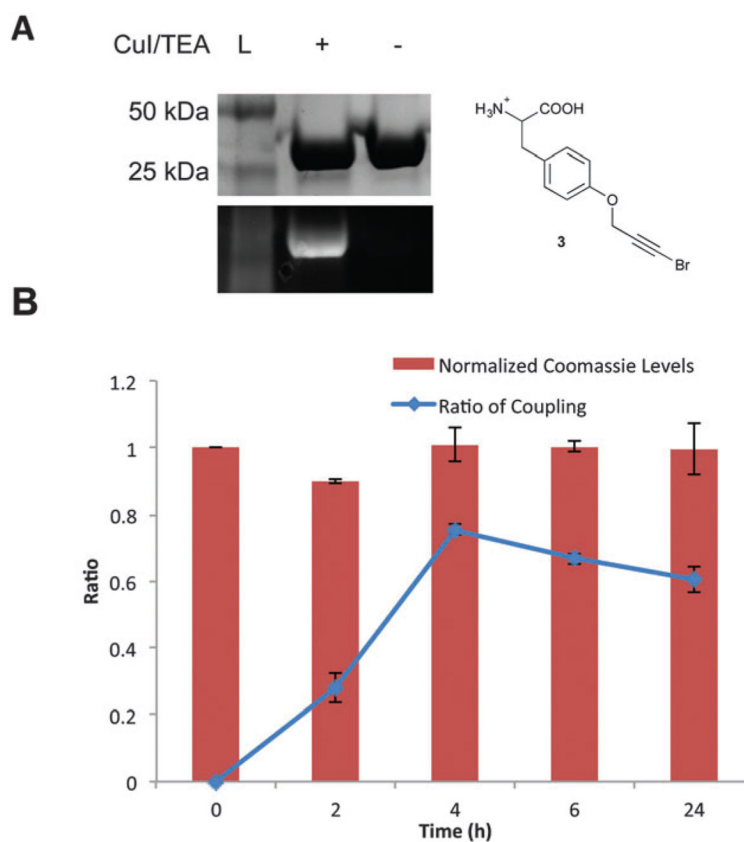 A
CuI/TEA L + -
50 kDa
25 kDa
H₃N⁺ COOH
O
Br
3
B
Normalized Coomassie Levels
Ratio of Coupling
1.2
1
0.8
0.6
0.4
0.2
0
Ratio
0 2 4 6 24
Time (h)